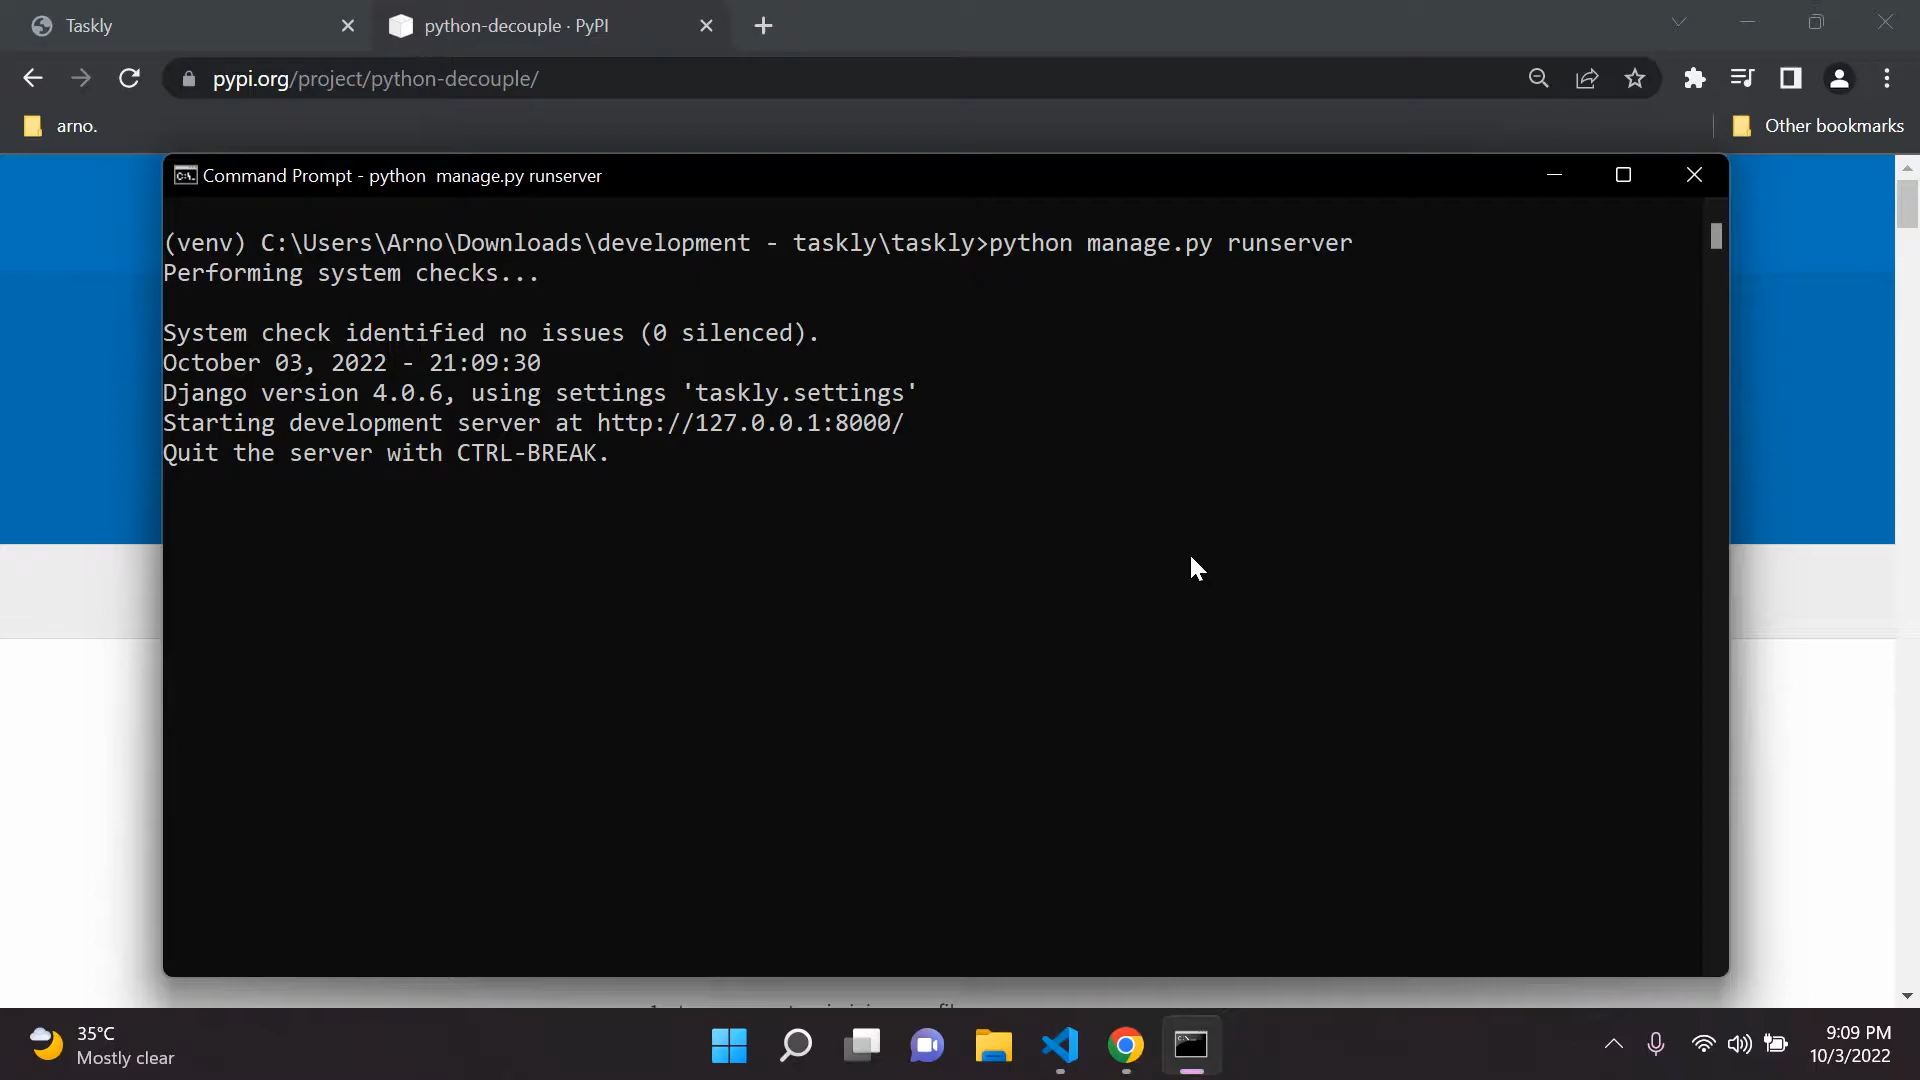 Taskly
python-decouple · PyPI
pypi.org/project/python-decouple/
arno.
Other bookmarks
Command Prompt - python  manage.py runserver
(venv) C:\Users\Arno\Downloads\development - taskly\taskly>python manage.py runserver
Performing system checks...
System check identified no issues (0 silenced).
October 03, 2022 - 21:09:30
Django version 4.0.6, using settings 'taskly.settings'
Starting development server at http://127.0.0.1:8000/
Quit the server with CTRL-BREAK.
35°C
Mostly clear
9:09 PM
10/3/2022